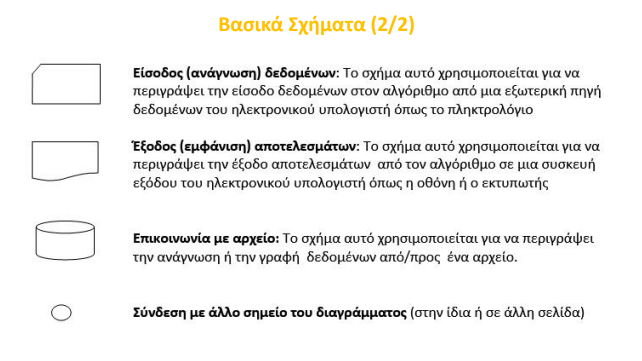 Βασικά Σχήματα (2/2)
Είσοδος (ανάγνωση) δεδομένων: Το σχήμα αυτό χρησιμοποιείται για να
περιγράψει την είσοδο δεδομένων στον αλγόριθμο από μια εξωτερική πηγή
δεδομένων του ηλεκτρονικού υπολογιστή όπως το πληκτρολόγιο
Έξοδος (εμφάνιση) αποτελεσμάτων: Το σχήμα αυτό χρησιμοποιείται για να
περιγράψει την έξοδο αποτελεσμάτων από τον αλγόριθμο σε μια συσκευή
εξόδου του ηλεκτρονικού υπολογιστή όπως η οθόνη ή ο εκτυπωτής
Επικοινωνία με αρχείο: Το σχήμα αυτό χρησιμοποιείται για να περιγράψει
την ανάγνωση ή την γραφή δεδομένων από/προς ένα αρχείο.
Σύνδεση με άλλο σημείο του διαγράμματος (στην ίδια ή σε άλλη σελίδα)